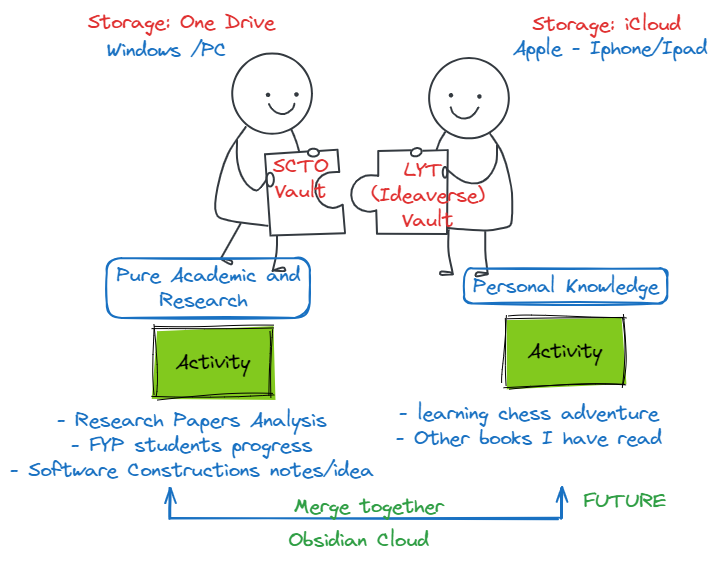 Storage: One Drive
Windows /PC
Storage: iCloud
Apple - Iphone/Ipad
SCTO
Vault
LYT
(Ideaverse)
Vault
Pure Academic and
Research
Personal Knowledge
Activity
Activity
- Research Papers Analysis
- FYP students progress
- Software Constructions notes/idea
- learning chess adventure
- Other books I have read
Merge together
FUTURE
Obsidian Cloud